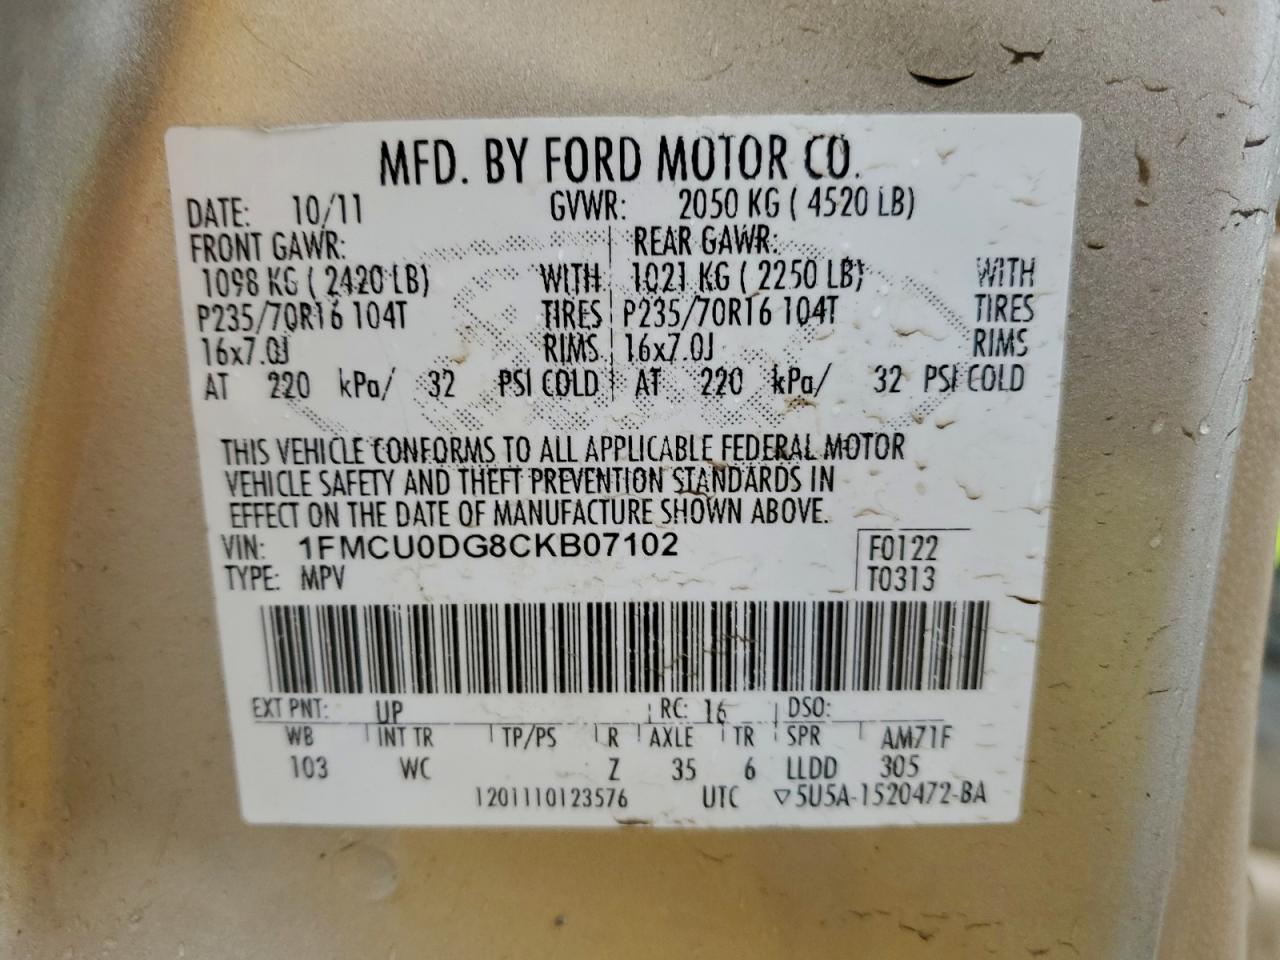 MFD. BY FORD MOTOR CO.
DATE: 10/11 GVWR: 2050 KG ( 4520 LB)
FRONT GAWR: REAR GAWR:
1098 KG ( 2420 LB) WITH 1021 KG ( 2250 LB) WITH
P235/70R16 104T TIRES P235/70R16 104T TIRES
16x7.0J RIMS 16x7.0J RIMS
AT 220 kPa/ 32 PSI COLD AT 220 kPa/ 32 PSI COLD
THIS VEHICLE CONFORMS TO ALL APPLICABLE FEDERAL MOTOR
VEHICLE SAFETY AND THEFT PREVENTION STANDARDS IN
EFFECT ON THE DATE OF MANUFACTURE SHOWN ABOVE.
VIN: 1FMCU0DG8CKB07102 F0122
TYPE: MPV T0313
EXT PNT: UP RC: 16 DSO:
WB INT TR TP/PS R AXLE TR SPR AM71F
103 WC Z 35 6 LLDD 305
1201110123576 UTC ▽5U5A-1520472-BA